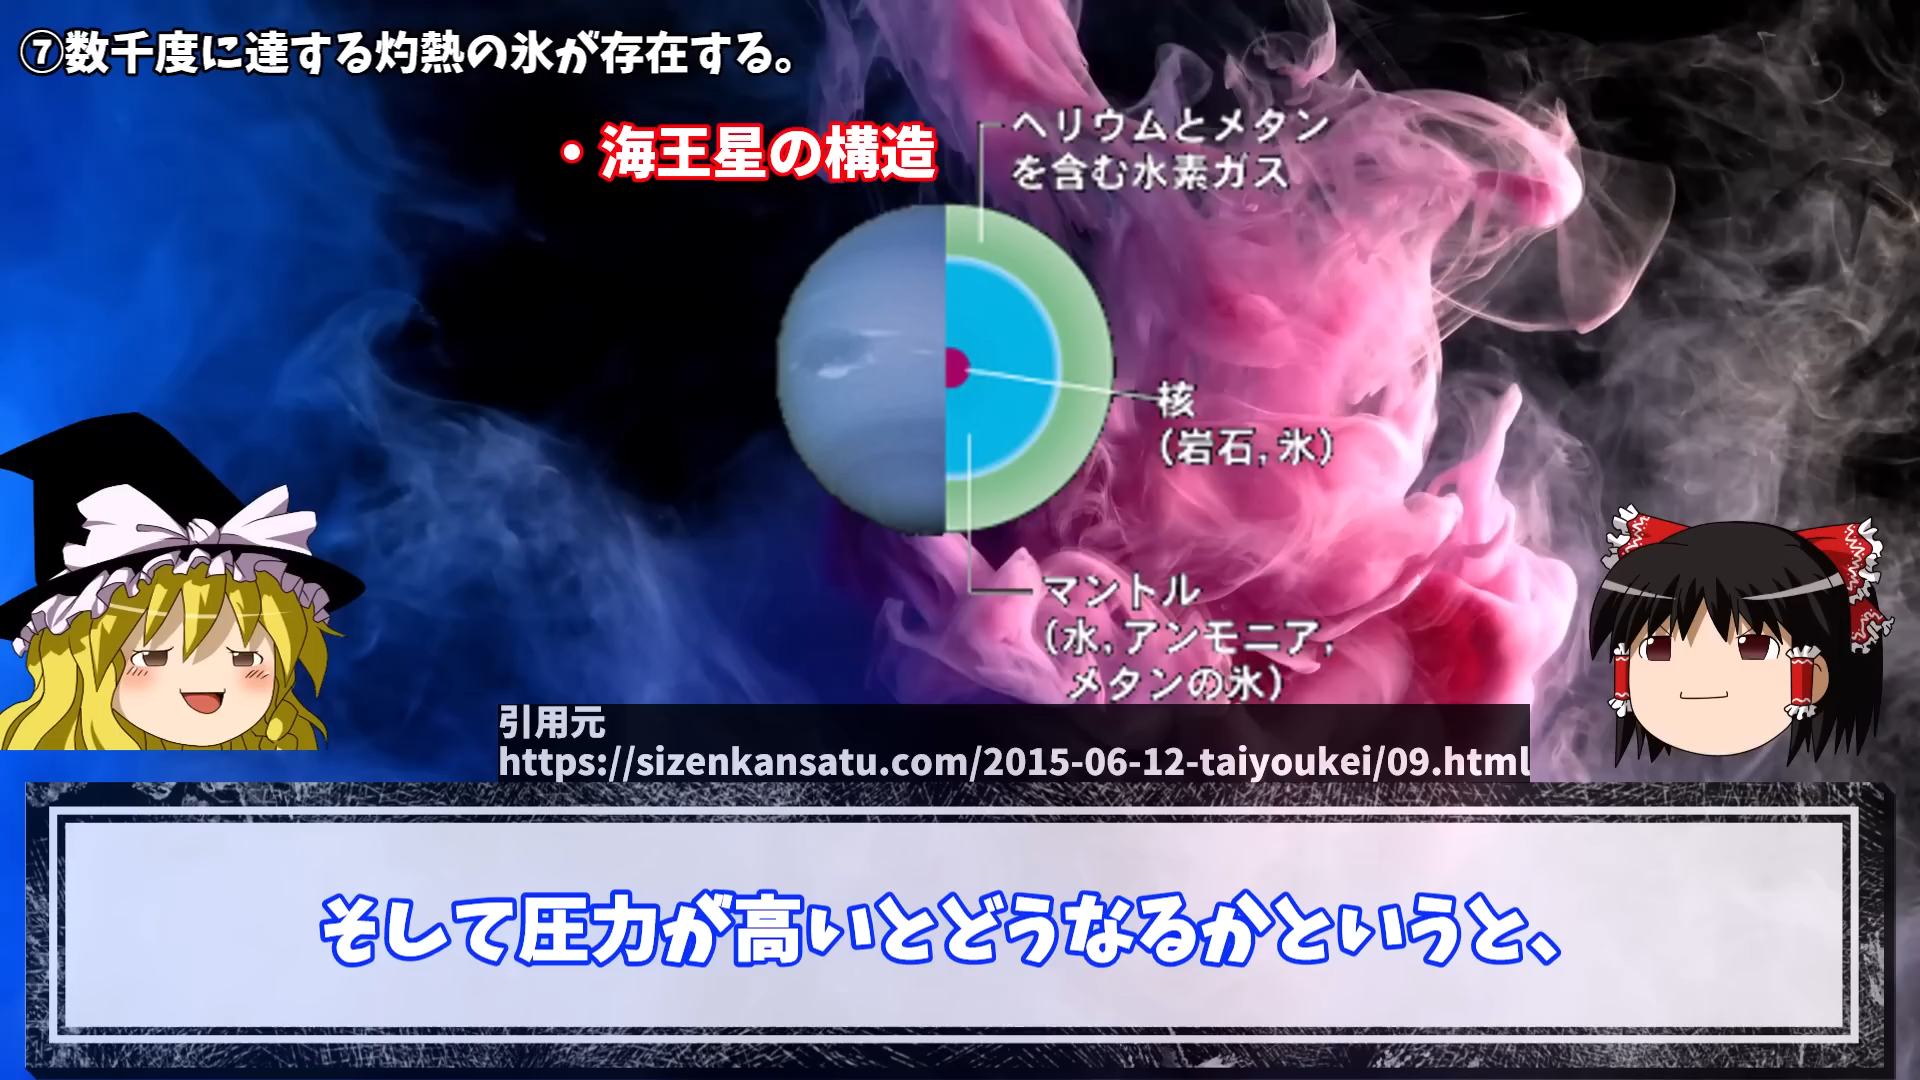 ⑦数千度に達する灼熱の氷が存在する。
・海王星の構造
ヘリウムとメタン
を含む水素ガス
核
(岩石,氷)
マントル
(水,アンモニア,
メタンの氷)
引用元
https://sizenkansatu.com/2015-06-12-taiyoukei/09.html
そして圧力が高いとどうなるかというと、